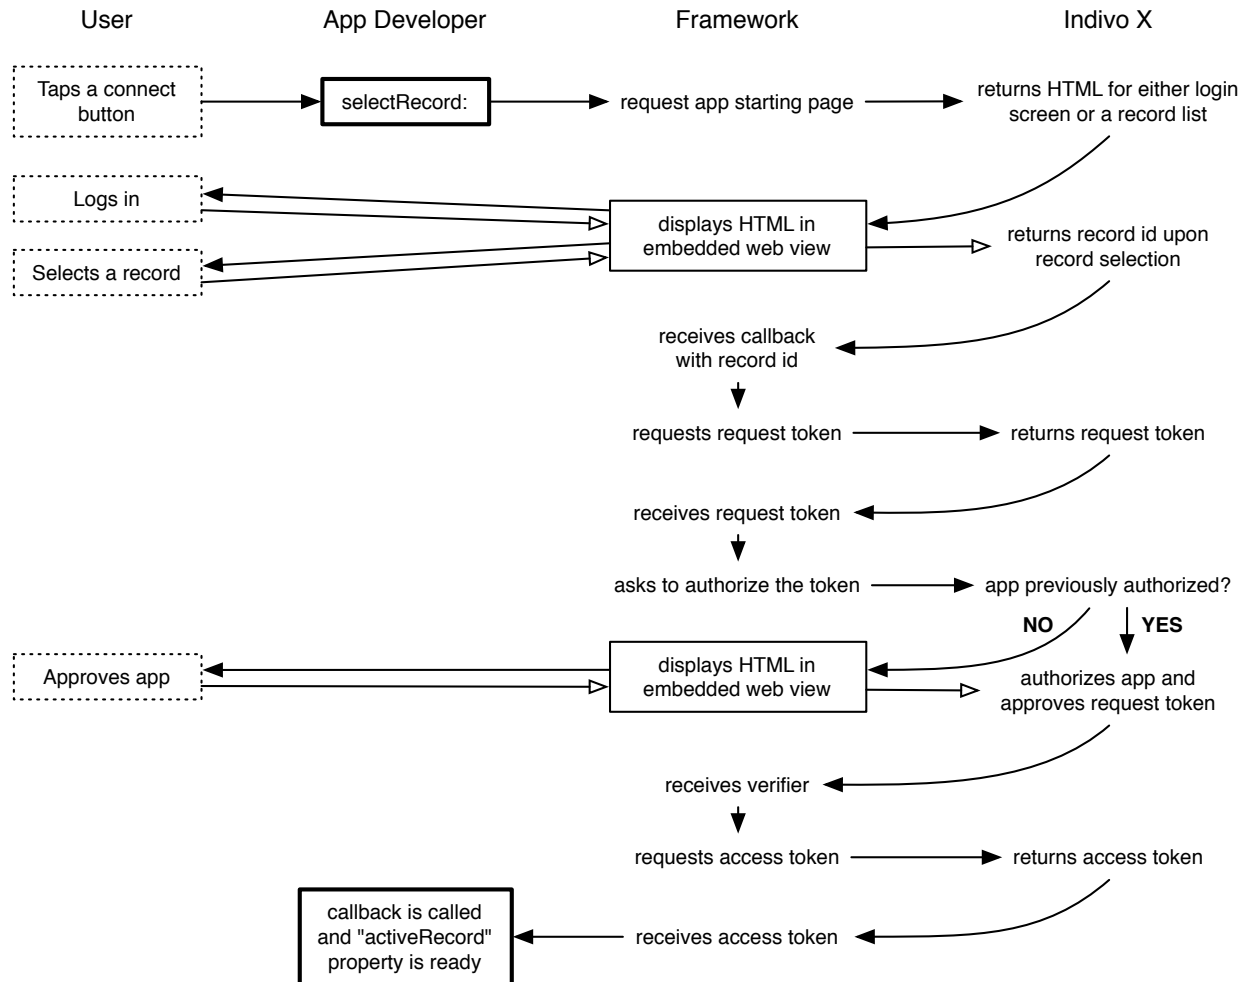 User
App Developer
Framework
Indivo X
Taps a connect
button
selectRecord:
request app starting page
returns HTML for either login
screen or a record list
Logs in
Selects a record
displays HTML in
embedded web view
returns record id upon
record selection
receives callback
with record id
requests request token
returns request token
receives request token
asks to authorize the token
app previously authorized?
NO
YES
Approves app
displays HTML in
embedded web view
authorizes app and
approves request token
receives verifier
requests access token
returns access token
callback is called
and "activeRecord"
property is ready
receives access token